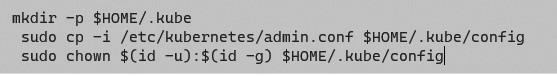 mkdir -p $HOME/.kube
sudo cp -i /etc/kubernetes/admin.conf $HOME/.kube/config
sudo chown $(id -u):$(id -g) $HOME/.kube/config